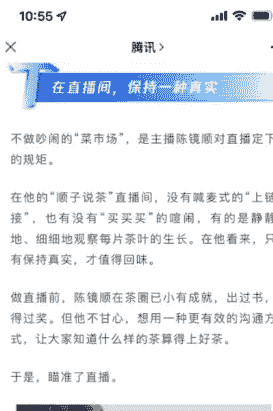 10:55
腾讯
在直播间，保持一种真实
不做吵闹的“菜市场”，是主播陈镜顺对直播定下
的规矩。
在他的“顺子说茶”直播间，没有喊麦式的“上链
接”，也有没有“买买买”的喧闹，有的是静静
地、细细地观察每片茶叶的生长。在他看来，只
有保持真实，才值得回味。
做直播前，陈镜顺在茶圈已小有成就，出过书，
得过奖。但他不甘心，想用一种更有效的沟通方
式，让大家知道什么样的茶算得上好茶。
于是，瞄准了直播。